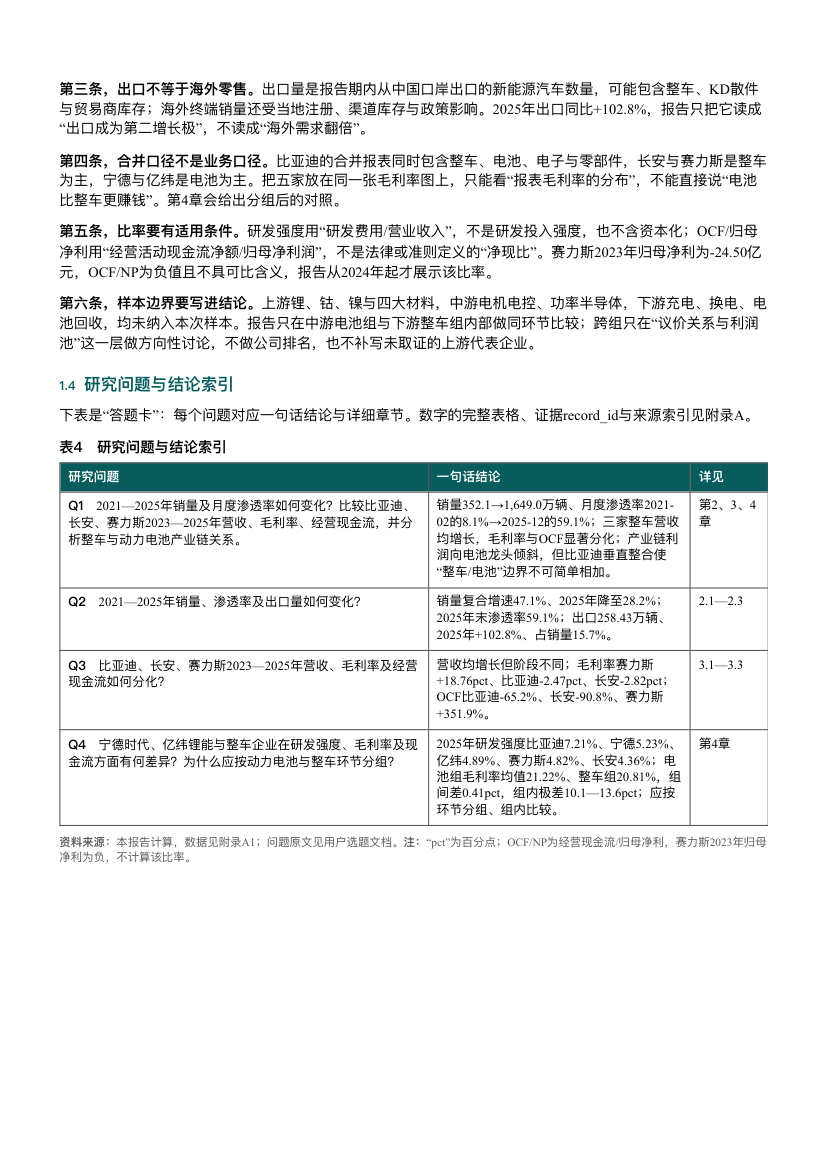 第三条，出口不等于海外零售。出口量是报告期内从中国口岸出口的新能源汽车数量，可能包含整车、KD散件
与贸易商库存；海外终端销量还受当地注册、渠道库存与政策影响。2025年出口同比+102.8%，报告只把它读成
“出口成为第二增长极”，不读成“海外需求翻倍”。
第四条，合并口径不是业务口径。比亚迪的合并报表同时包含整车、电池、电子与零部件，长安与赛力斯是整车
为主，宁德与亿纬是电池为主。把五家放在同一张毛利率图上，只能看“报表毛利率的分布”，不能直接说“电池
比整车更赚钱”。第4章会给出分组后的对照。
第五条，比率要有适用条件。研发强度用“研发费用/营业收入”，不是研发投入强度，也不含资本化；OCF/归母
净利用“经营活动现金流净额/归母净利润”，不是法律或准则定义的“净现比”。赛力斯2023年归母净利为-24.50亿
元，OCF/NP为负值且不具可比含义，报告从2024年起才展示该比率。
第六条，样本边界要写进结论。上游锂、钴、镍与四大材料，中游电机电控、功率半导体，下游充电、换电、电
池回收，均未纳入本次样本。报告只在中游电池组与下游整车组内部做同环节比较；跨组只在“议价关系与利润
池”这一层做方向性讨论，不做公司排名，也不补写未取证的上游代表企业。
1.4 研究问题与结论索引
下表是“答题卡”：每个问题对应一句话结论与详细章节。数字的完整表格、证据record_id与来源索引见附录A。
表4 研究问题与结论索引
研究问题 一句话结论 详见
Q1 2021—2025年销量及月度渗透率如何变化？比较比亚迪、
长安、赛力斯2023—2025年营收、毛利率、经营现金流，并分
析整车与动力电池产业链关系。
销量352.1→1,649.0万辆、月度渗透率2021-
02的8.1%→2025-12的59.1%；三家整车营收
均增长，毛利率与OCF显著分化；产业链利
润向电池龙头倾斜，但比亚迪垂直整合使
“整车/电池”边界不可简单相加。
第2、3、4
章
Q2 2021—2025年销量、渗透率及出口量如何变化？
销量复合增速47.1%、2025年降至28.2%；
2025年末渗透率59.1%；出口258.43万辆、
2025年+102.8%、占销量15.7%。
2.1—2.3
Q3 比亚迪、长安、赛力斯2023—2025年营收、毛利率及经营
现金流如何分化？
营收均增长但阶段不同；毛利率赛力斯
+18.76pct、比亚迪-2.47pct、长安-2.82pct；
OCF比亚迪-65.2%、长安-90.8%、赛力斯
+351.9%。
3.1—3.3
Q4 宁德时代、亿纬锂能与整车企业在研发强度、毛利率及现
金流方面有何差异？为什么应按动力电池与整车环节分组？
2025年研发强度比亚迪7.21%、宁德5.23%、
亿纬4.89%、赛力斯4.82%、长安4.36%；电
池组毛利率均值21.22%、整车组20.81%，组
间差0.41pct，组内极差10.1—13.6pct；应按
环节分组、组内比较。
第4章
资料来源：本报告计算，数据见附录A1；问题原文见用户选题文档。注：“pct”为百分点；OCF/NP为经营现金流/归母净利，赛力斯2023年归母
净利为负，不计算该比率。